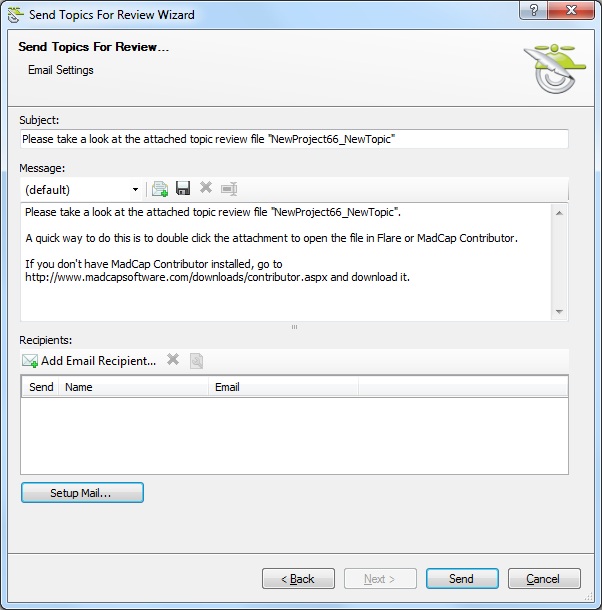 Send Topics For Review Wizard
?
Send Topics For Review...
Email Settings
Subject:
Please take a look at the attached topic review file "NewProject66_NewTopic"
Message:
(default)
Please take a look at the attached topic review file "NewProject66_NewTopic".
A quick way to do this is to double click the attachment to open the file in Flare or MadCap Contributor.
If you don't have MadCap Contributor installed, go to
http://www.madcapsoftware.com/downloads/contributor.aspx and download it.
Recipients:
Add Email Recipient...
Send Name Email
Setup Mail...
< Back Next > Send Cancel